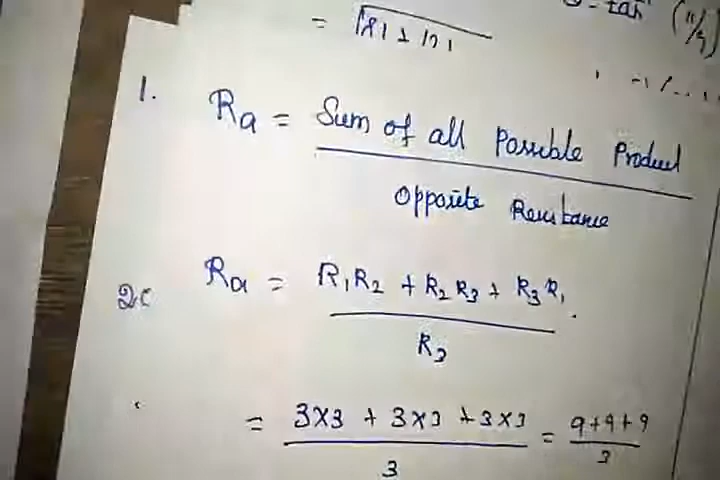 1.
Ra = Sum of all Possible Product
Opposite Resistance
Ra = R₁R₂ + R₂R₃ + R₃R₁
= 3×3 + 3×3 + 3×3 = 9+9+9
3 3